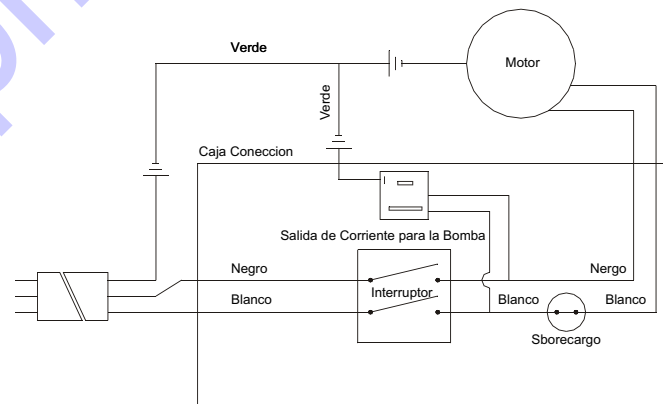 Verde
Motor
Verde
Caja Coneccion
Salida de Corriente para la Bomba
Negro
Nergo
Interruptor
Blanco
Blanco
Blanco
Sborecargo